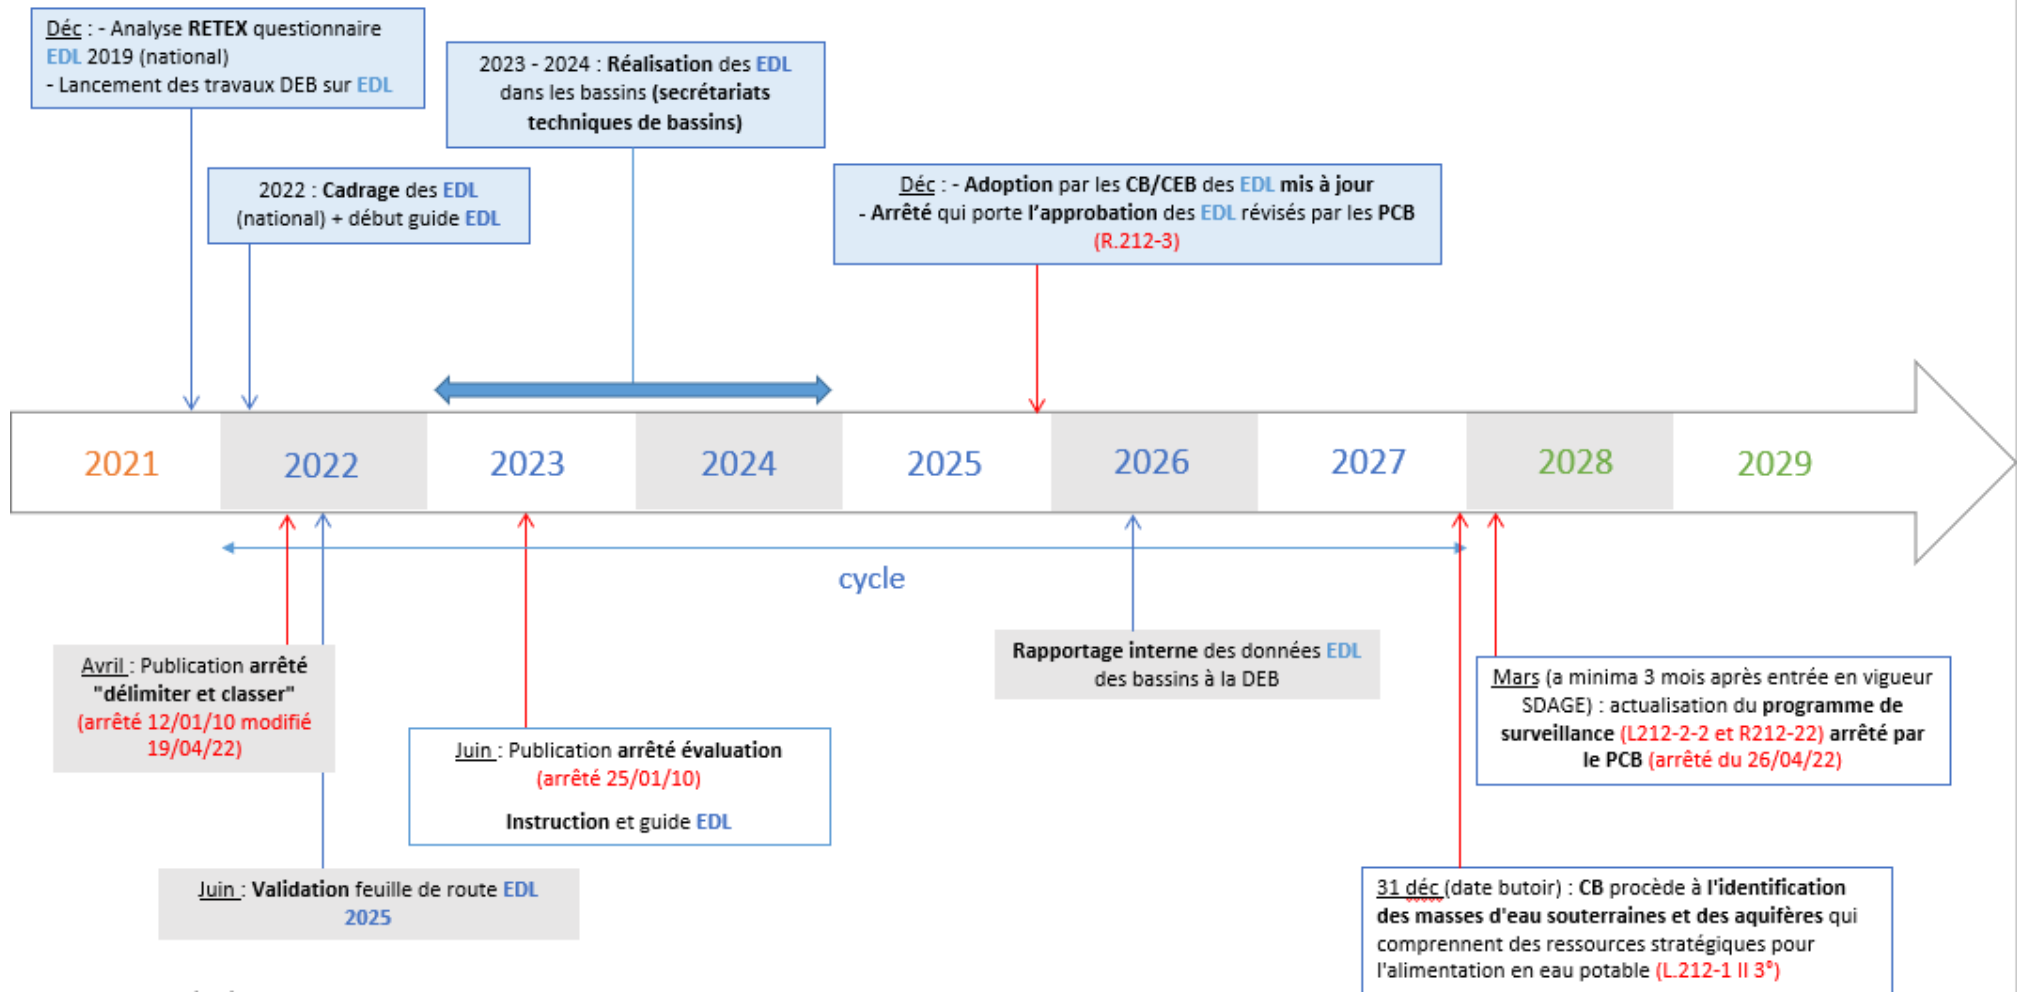 Déc : - Analyse RETEX questionnaire
EDL 2019 (national)
- Lancement des travaux DEB sur EDL
2023 - 2024 : Réalisation des EDL
dans les bassins (secrétariats
techniques de bassins)
2022 : Cadrage des EDL
(national) + début guide EDL
Déc : - Adoption par les CB/CEB des EDL mis à jour
- Arrêté qui porte l'approbation des EDL révisés par les PCB
(R.212-3)
2021
2022
2023
2024
2025
2026
2027
2028
2029
cycle
Avril : Publication arrêté
"délimiter et classer"
(arrêté 12/01/10 modifié
19/04/22)
Juin : Publication arrêté évaluation
(arrêté 25/01/10)
Instruction et guide EDL
Juin : Validation feuille de route EDL
2025
Rapportage interne des données EDL
des bassins à la DEB
Mars (a minima 3 mois après entrée en vigueur
SDAGE) : actualisation du programme de
surveillance (L212-2-2 et R212-22) arrêté par
le PCB (arrêté du 26/04/22)
31 déc (date butoir) : CB procède à l'identification
des masses d'eau souterraines et des aquifères qui
comprennent des ressources stratégiques pour
l'alimentation en eau potable (L.212-1 II 3°)